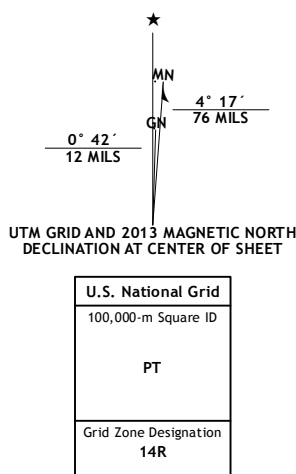 ★
MN
GN
4° 17´
76 MILS
0° 42´
12 MILS
UTM GRID AND 2013 MAGNETIC NORTH
DECLINATION AT CENTER OF SHEET
U.S. National Grid
100,000-m Square ID
PT
Grid Zone Designation
14R